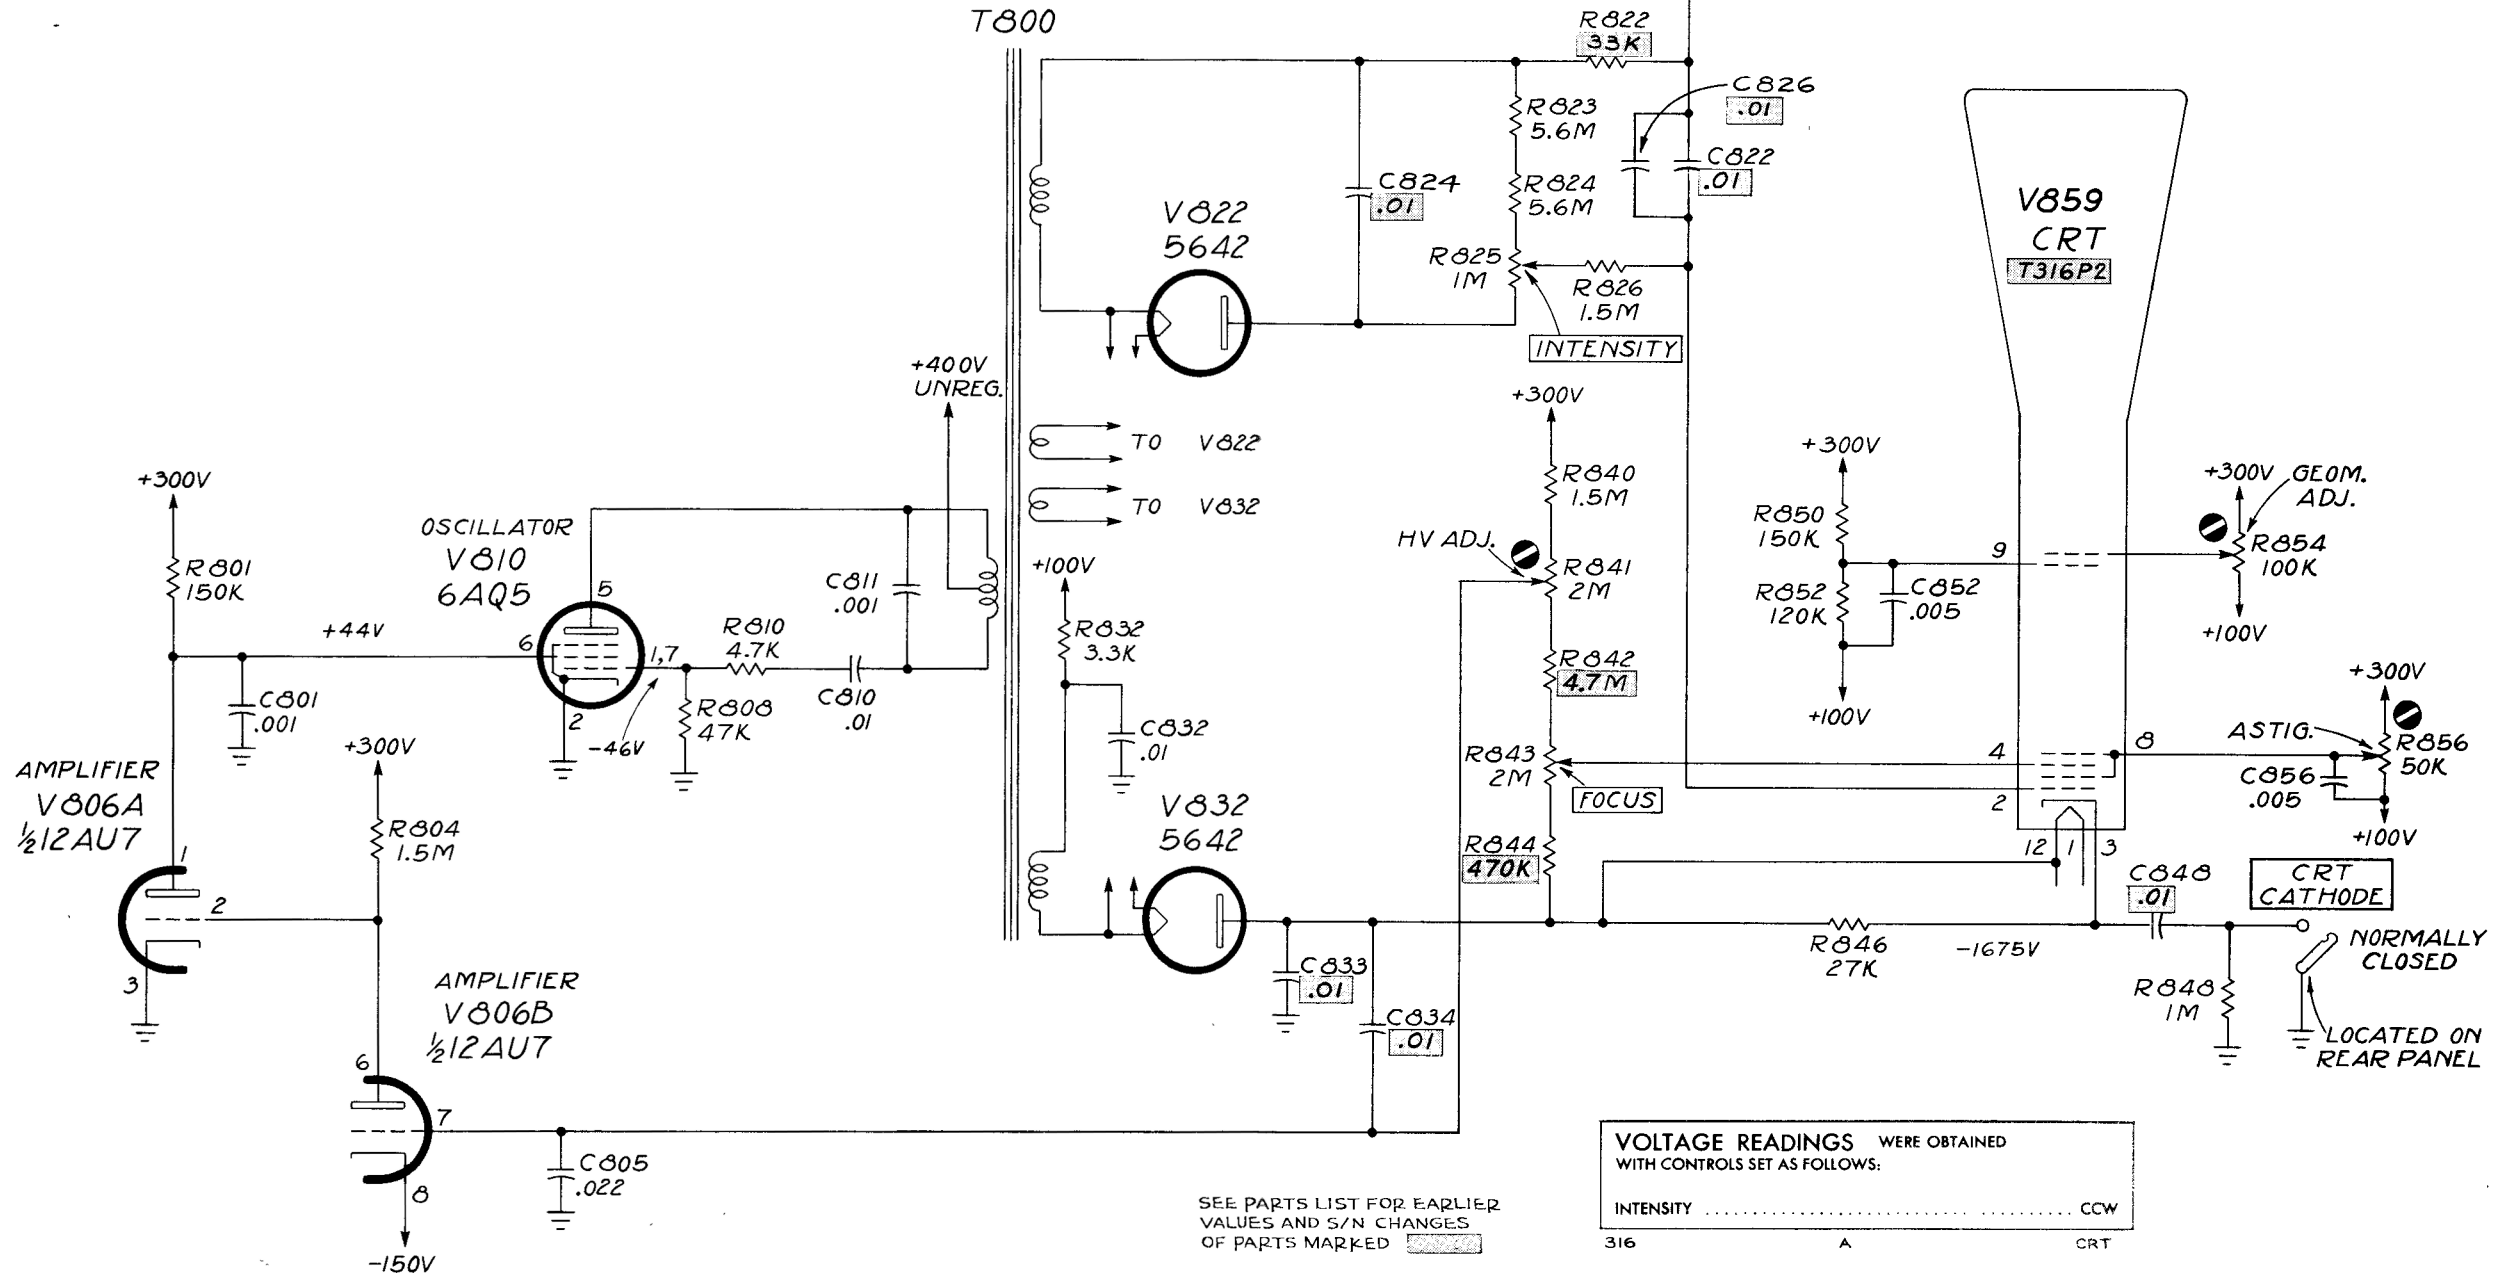 T800
R822
33K
C826
.01
R823
5.6M
C822
.01
C824
.01
R824
5.6M
V822
5642
R825
1M
R826
1.5M
INTENSITY
V859
CRT
T316P2
+400V
UNREG.
+300V
TO V822
TO V832
R840
1.5M
HV ADJ.
R841
2M
+300V
R850
150K
9
R852
120K
C852
.005
+100V
+300V
GEOM.
ADJ.
R854
100K
+100V
+300V
R801
150K
OSCILLATOR
V810
6AQ5
5
C811
.001
+100V
R832
3.3K
+44V
6
1,7
R810
4.7K
C810
.01
R842
4.7M
C801
.001
2
-46V
R808
47K
C832
.01
+300V
ASTIG.
R856
50K
C856
.005
+100V
4
8
2
R843
2M
FOCUS
+300V
AMPLIFIER
V806A
½12AU7
R804
1.5M
1
2
3
V832
5642
R844
470K
12
1
3
C848
.01
CRT
CATHODE
R846
27K
-1675V
NORMALLY
CLOSED
R848
1M
LOCATED ON
REAR PANEL
AMPLIFIER
V806B
½12AU7
C833
.01
C834
.01
6
7
8
C805
.022
-150V
SEE PARTS LIST FOR EARLIER
VALUES AND S/N CHANGES
OF PARTS MARKED
VOLTAGE READINGS WERE OBTAINED
WITH CONTROLS SET AS FOLLOWS:
INTENSITY .................................... CCW
316 A CRT